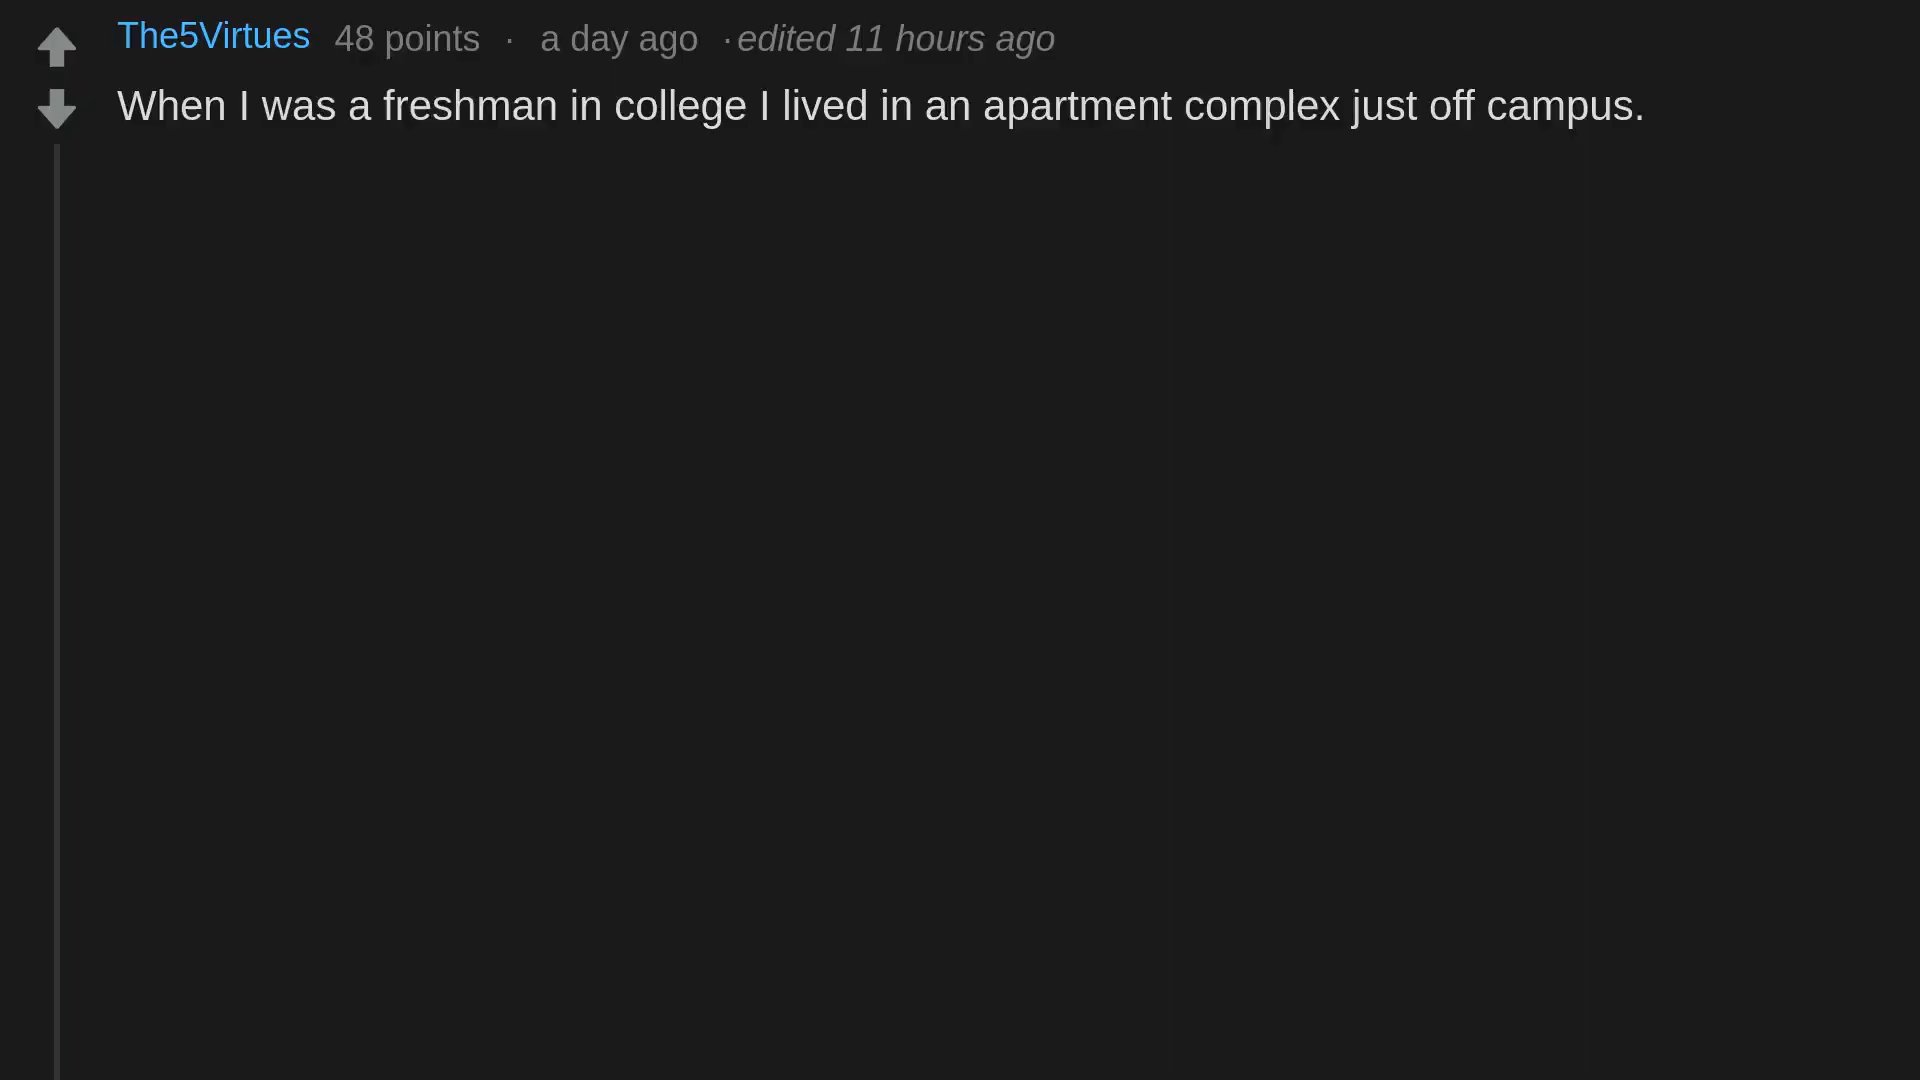 The5Virtues 48 points · a day ago · edited 11 hours ago
When I was a freshman in college I lived in an apartment complex just off campus.